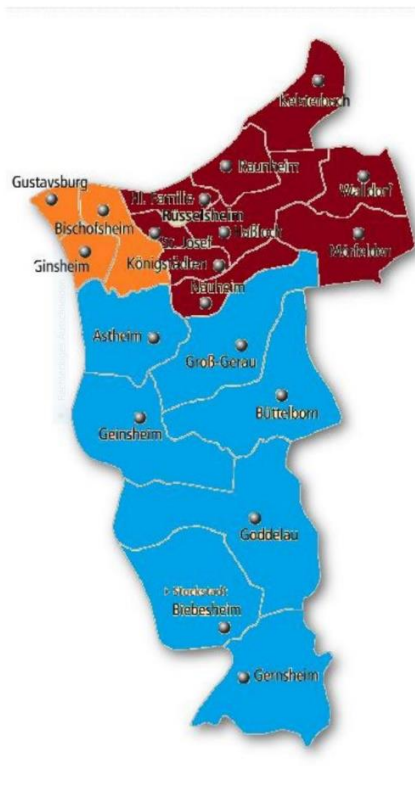 Kelsterbach
Raunheim
Walldorf
Gustavsburg
Hl. Familie
Bischofsheim
Rüsselsheim
St. Josef
Haßloch
Mörfelden
Ginsheim
Königstädten
Nauheim
Astheim
Groß-Gerau
Büttelborn
Geinsheim
Goddelau
Stockstadt
Biebesheim
Gernsheim